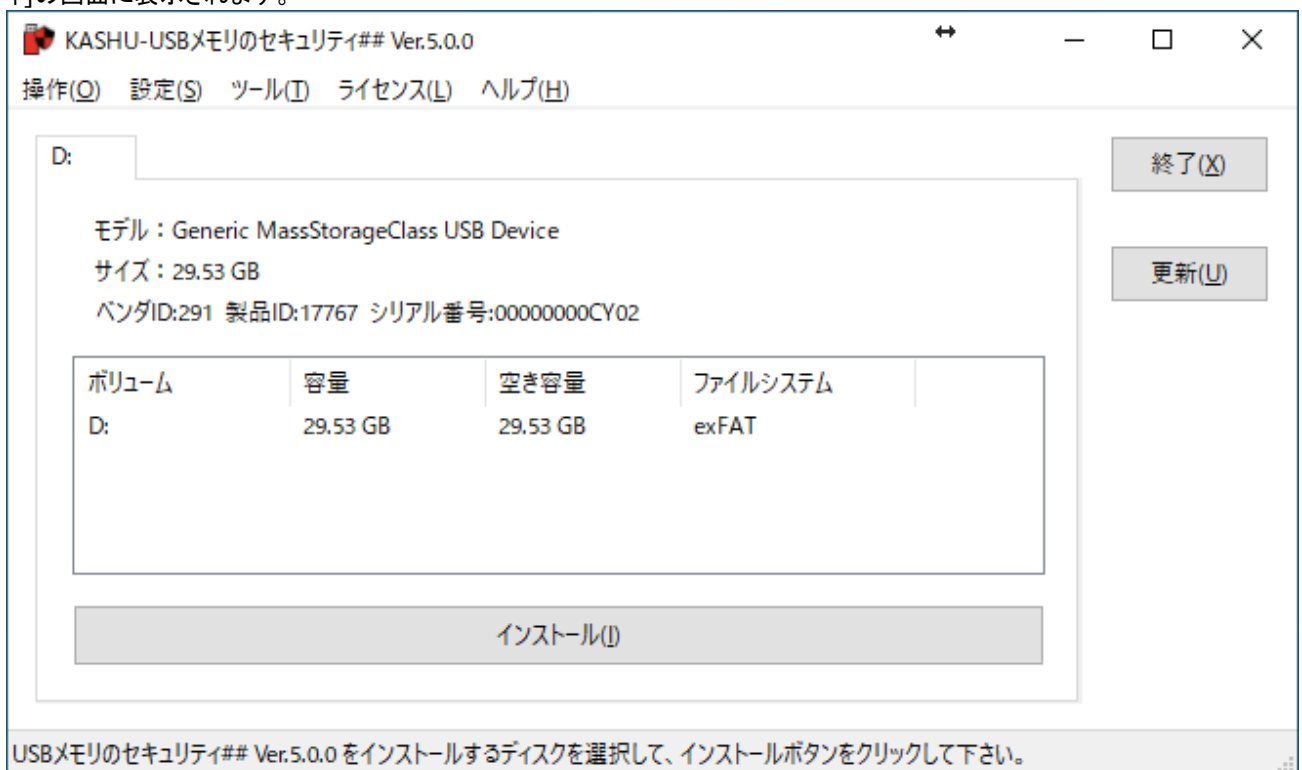 KASHU-USBメモリのセキュリティ## Ver.5.0.0
操作(O) 設定(S) ツール(T) ライセンス(L) ヘルプ(H)
D:
終了(X)
モデル：Generic MassStorageClass USB Device
サイズ：29.53 GB
更新(U)
ベンダID:291 製品ID:17767 シリアル番号:00000000CY02
ボリューム 容量 空き容量 ファイルシステム
D: 29.53 GB 29.53 GB exFAT
インストール(I)
USBメモリのセキュリティ## Ver.5.0.0 をインストールするディスクを選択して、インストールボタンをクリックして下さい。